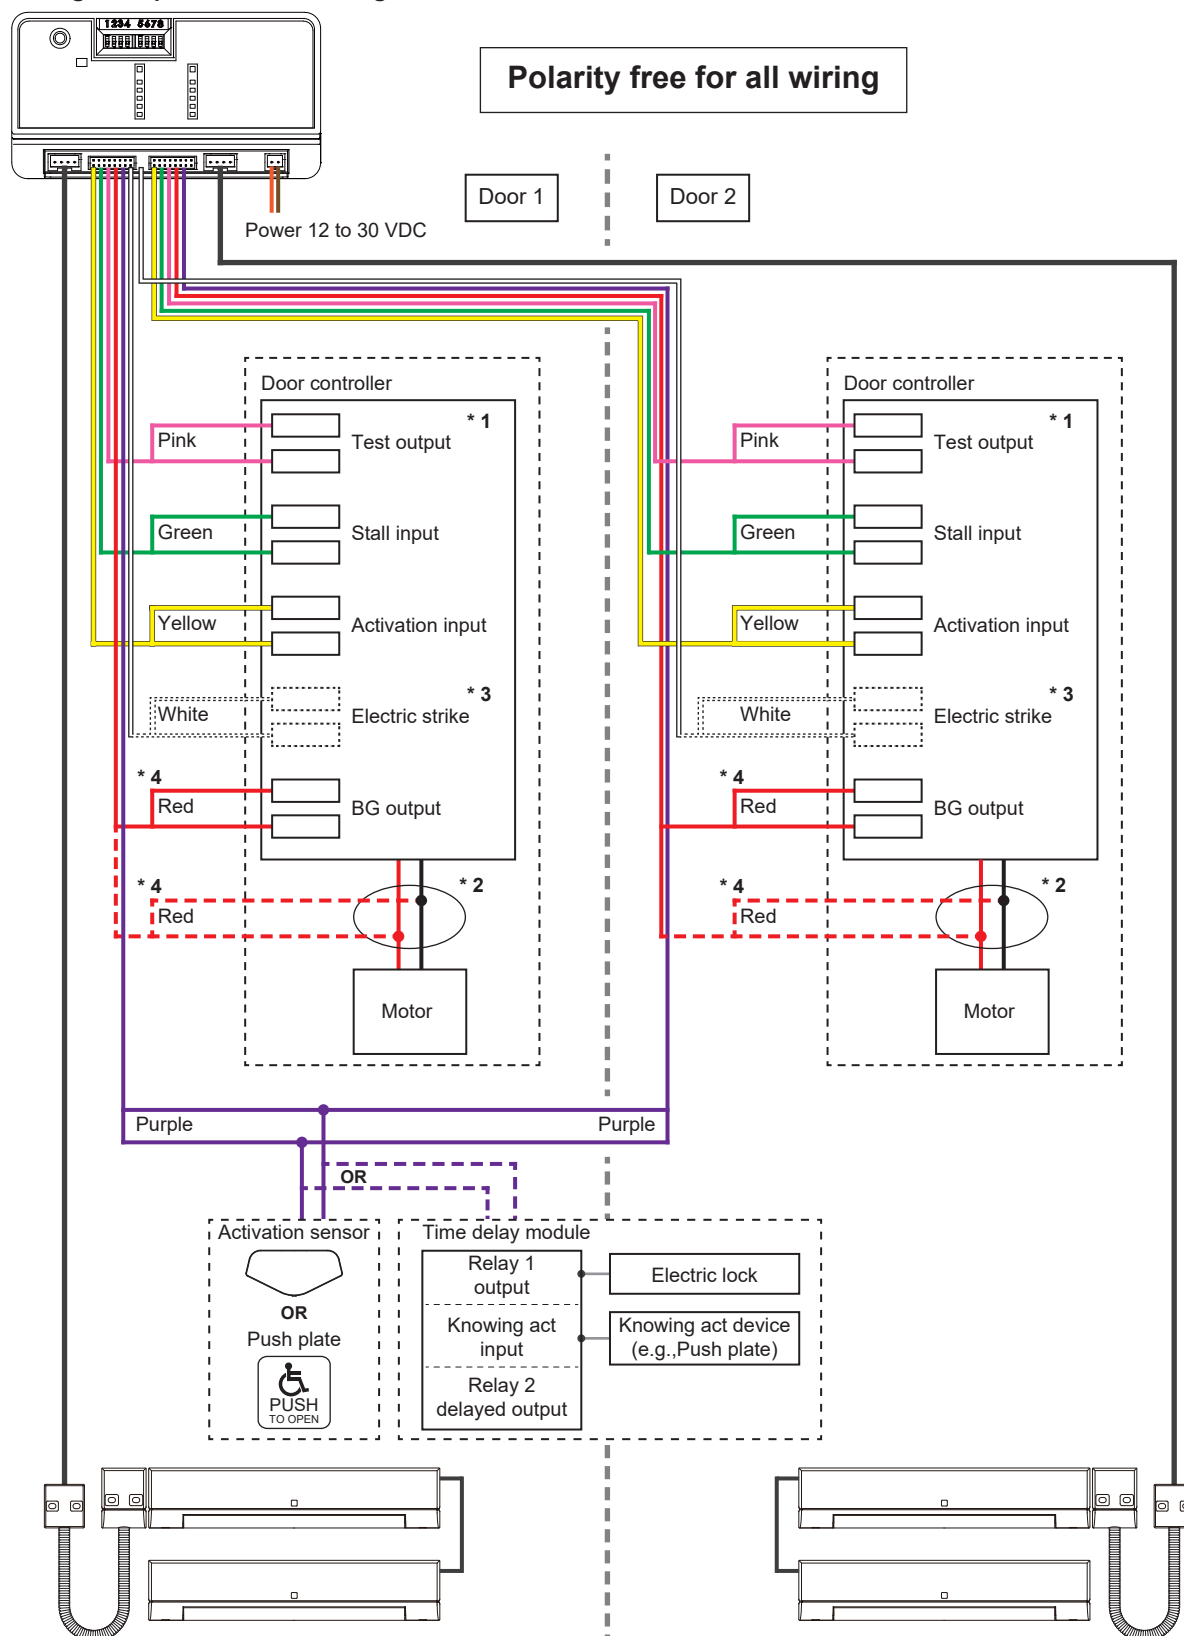 1234 5678
Polarity free for all wiring
Door 1
Door 2
Power 12 to 30 VDC
Door controller
* 1
Pink
Test output
Green
Stall input
Yellow
Activation input
* 3
White
Electric strike
* 4
Red
BG output
* 4
* 2
Red
Motor
Door controller
* 1
Pink
Test output
Green
Stall input
Yellow
Activation input
* 3
White
Electric strike
* 4
Red
BG output
* 4
* 2
Red
Motor
Purple
Purple
OR
Activation sensor
OR
Push plate
PUSH
TO OPEN
Time delay module
Relay 1
output
Electric lock
Knowing act
input
Knowing act device
(e.g.,Push plate)
Relay 2
delayed output